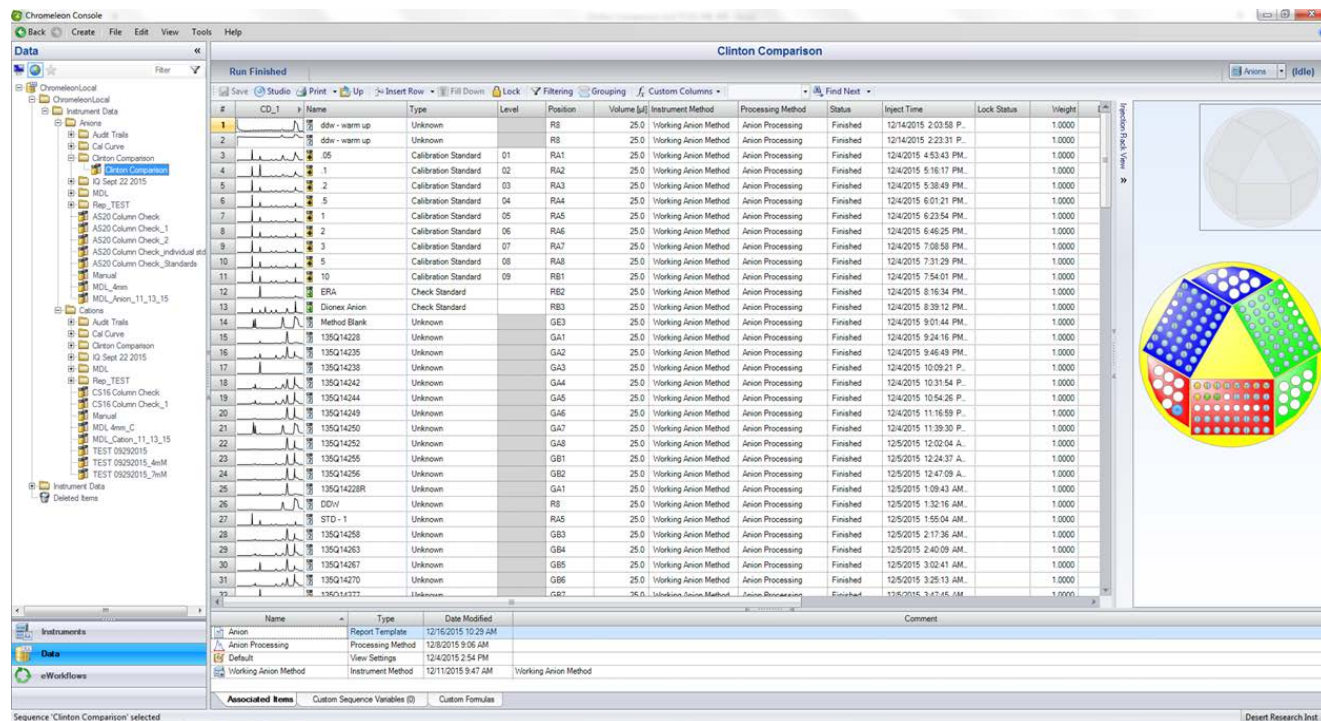 Chromeleon Console
Back Create File Edit View Tools Help
Data «
Clinton Comparison
Filter
Run Finished
Anions (Idle)
Save Studio Print Up Insert Row Fill Down Lock Filtering Grouping Custom Columns Find Next
ChromeleonLocal
ChromeleonLocal
Instrument Data
Anions
Audit Trails
Cal Curve
Clinton Comparison
Clinton Comparison
IQ Sept 22 2015
MDL
Rep_TEST
AS20 Column Check
AS20 Column Check_1
AS20 Column Check_2
AS20 Column Check_individual std
AS20 Column Check_Standards
Manual
MDL_4mm
MDL_Anion_11_13_15
Cations
Audit Trails
Cal Curve
Clinton Comparison
IQ Sept 22 2015
MDL
Rep_TEST
CS16 Column Check
CS16 Column Check_1
Manual
MDL 4mm_C
MDL_Cation_11_13_15
TEST 09292015
TEST 09292015_4mM
TEST 09292015_7mM
Instrument Data
Deleted Items
# CD_1 Name Type Level Position Volume [µl] Instrument Method Processing Method Status Inject Time Lock Status Weight
1 ddw - warm up Unknown R8 25.0 Working Anion Method Anion Processing Finished 12/14/2015 2:03:58 P...
2 ddw - warm up Unknown R8 25.0 Working Anion Method Anion Processing Finished 12/14/2015 2:23:31 P... 1.0000
3 .05 Calibration Standard 01 RA1 25.0 Working Anion Method Anion Processing Finished 12/4/2015 4:53:43 PM... 1.0000
4 .1 Calibration Standard 02 RA2 25.0 Working Anion Method Anion Processing Finished 12/4/2015 5:16:17 PM... 1.0000
5 .2 Calibration Standard 03 RA3 25.0 Working Anion Method Anion Processing Finished 12/4/2015 5:38:49 PM... 1.0000
6 .5 Calibration Standard 04 RA4 25.0 Working Anion Method Anion Processing Finished 12/4/2015 6:01:21 PM... 1.0000
7 1 Calibration Standard 05 RA5 25.0 Working Anion Method Anion Processing Finished 12/4/2015 6:23:54 PM... 1.0000
8 2 Calibration Standard 06 RA6 25.0 Working Anion Method Anion Processing Finished 12/4/2015 6:46:25 PM... 1.0000
9 3 Calibration Standard 07 RA7 25.0 Working Anion Method Anion Processing Finished 12/4/2015 7:08:58 PM... 1.0000
10 5 Calibration Standard 08 RA8 25.0 Working Anion Method Anion Processing Finished 12/4/2015 7:31:29 PM... 1.0000
11 10 Calibration Standard 09 RB1 25.0 Working Anion Method Anion Processing Finished 12/4/2015 7:54:01 PM... 1.0000
12 ERA Check Standard RB2 25.0 Working Anion Method Anion Processing Finished 12/4/2015 8:16:34 PM... 1.0000
13 Dionex Anion Check Standard RB3 25.0 Working Anion Method Anion Processing Finished 12/4/2015 8:39:12 PM... 1.0000
14 Method Blank Unknown GE3 25.0 Working Anion Method Anion Processing Finished 12/4/2015 9:01:44 PM... 1.0000
15 135Q14228 Unknown GA1 25.0 Working Anion Method Anion Processing Finished 12/4/2015 9:24:16 PM... 1.0000
16 135Q14235 Unknown GA2 25.0 Working Anion Method Anion Processing Finished 12/4/2015 9:46:49 PM... 1.0000
17 135Q14238 Unknown GA3 25.0 Working Anion Method Anion Processing Finished 12/4/2015 10:09:21 P... 1.0000
18 135Q14242 Unknown GA4 25.0 Working Anion Method Anion Processing Finished 12/4/2015 10:31:54 P... 1.0000
19 135Q14244 Unknown GA5 25.0 Working Anion Method Anion Processing Finished 12/4/2015 10:54:26 P... 1.0000
20 135Q14249 Unknown GA6 25.0 Working Anion Method Anion Processing Finished 12/4/2015 11:16:59 P... 1.0000
21 135Q14250 Unknown GA7 25.0 Working Anion Method Anion Processing Finished 12/4/2015 11:39:30 P... 1.0000
22 135Q14252 Unknown GA8 25.0 Working Anion Method Anion Processing Finished 12/5/2015 12:02:04 A... 1.0000
23 135Q14255 Unknown GB1 25.0 Working Anion Method Anion Processing Finished 12/5/2015 12:24:37 A... 1.0000
24 135Q14256 Unknown GB2 25.0 Working Anion Method Anion Processing Finished 12/5/2015 12:47:09 A... 1.0000
25 135Q14228R Unknown GA1 25.0 Working Anion Method Anion Processing Finished 12/5/2015 1:09:43 AM... 1.0000
26 DDW Unknown R8 25.0 Working Anion Method Anion Processing Finished 12/5/2015 1:32:16 AM... 1.0000
27 STD - 1 Unknown RA5 25.0 Working Anion Method Anion Processing Finished 12/5/2015 1:55:04 AM... 1.0000
28 135Q14258 Unknown GB3 25.0 Working Anion Method Anion Processing Finished 12/5/2015 2:17:36 AM... 1.0000
29 135Q14263 Unknown GB4 25.0 Working Anion Method Anion Processing Finished 12/5/2015 2:40:09 AM... 1.0000
30 135Q14267 Unknown GB5 25.0 Working Anion Method Anion Processing Finished 12/5/2015 3:02:41 AM... 1.0000
31 135Q14270 Unknown GB6 25.0 Working Anion Method Anion Processing Finished 12/5/2015 3:25:13 AM... 1.0000
Injection Rack View
Name Type Date Modified Comment
Anion Report Template 12/16/2015 10:29 AM
Anion Processing Processing Method 12/8/2015 9:06 AM
Default View Settings 12/4/2015 2:54 PM
Working Anion Method Instrument Method 12/11/2015 9:47 AM Working Anion Method
Instruments
Data
eWorkflows
Associated Items Custom Sequence Variables (0) Custom Formulas
Sequence 'Clinton Comparison' selected
Desert Research Inst